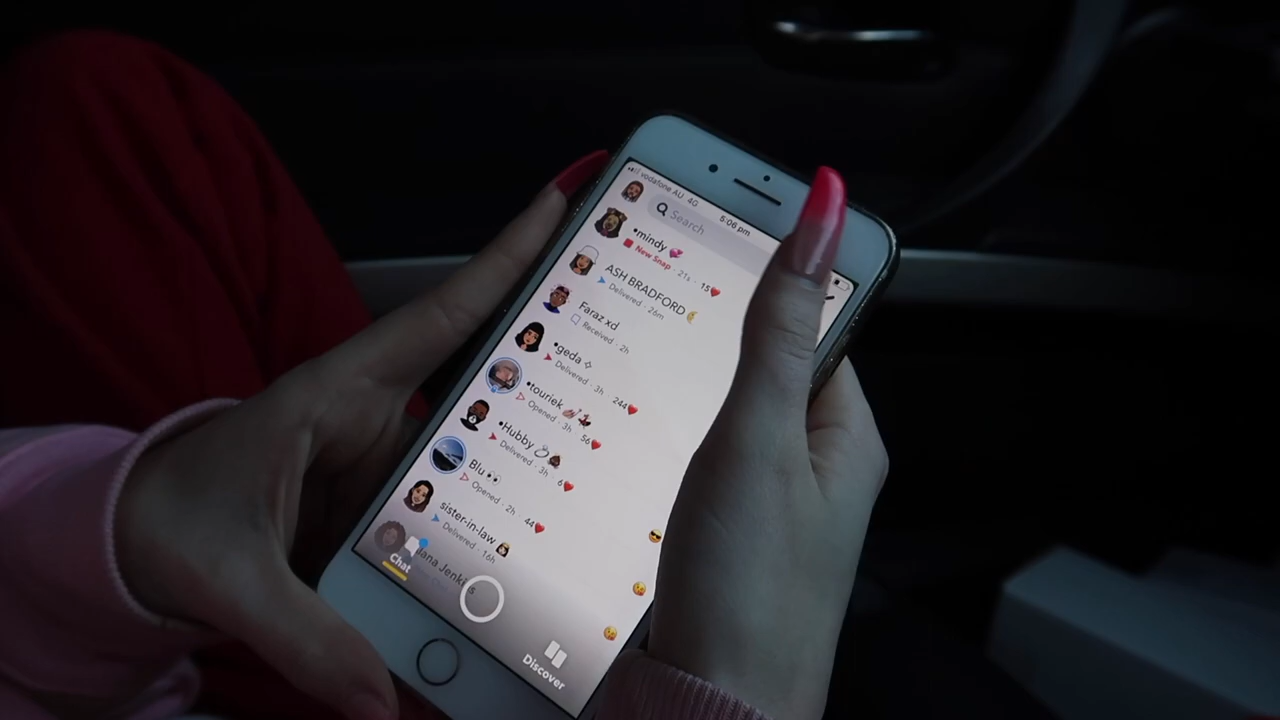 vodafone AU 4G
5:06 pm
Search
•mindy 💞
New Snap · 21s · 15❤️
ASH BRADFORD 🌜
Delivered · 26m
Faraz xd
Received · 2h
•geda ✧
Delivered · 3h 244❤️
•touriek
Opened · 3h 56❤️
•Hubby
Delivered · 3h 6❤️
Blu 👀
Opened · 2h 44❤️
sister-in-law 👰
Delivered · 16h
Chat
Discover